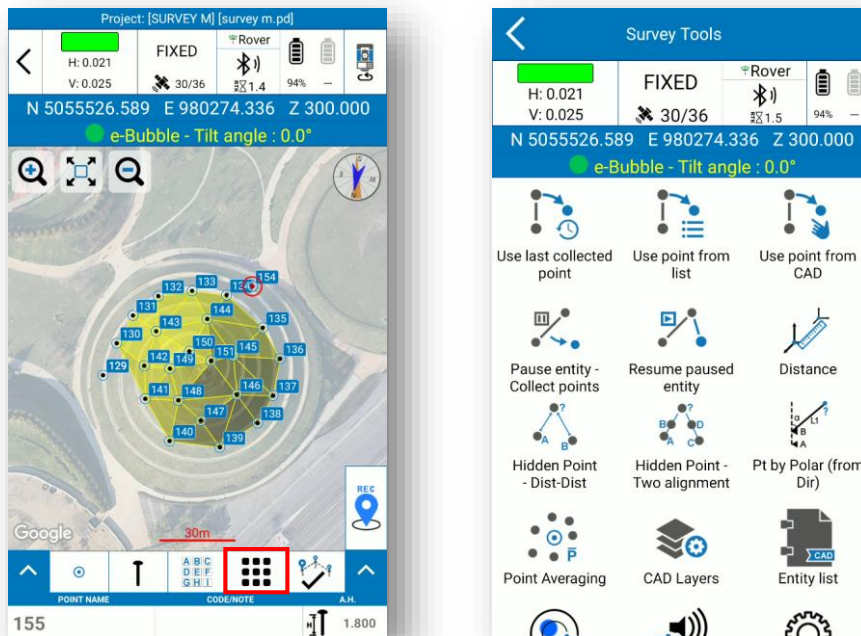 Project: [SURVEY M] [survey m.pd]
H: 0.021
V: 0.025
FIXED
30/36
Rover
1.4
94%
–
N 5055526.589 E 980274.336 Z 300.000
e-Bubble - Tilt angle : 0.0°
154
132
133
134
131
144
135
143
130
150
151
145
136
142
149
129
141
148
146
137
147
138
140
139
REC
Google
30m
A B C
D E F
G H I
POINT NAME
CODE/NOTE
A.H.
155
H
1.800
Survey Tools
H: 0.021
V: 0.025
FIXED
30/36
Rover
1.5
94%
–
N 5055526.589 E 980274.336 Z 300.000
e-Bubble - Tilt angle : 0.0°
Use last collected
point
Use point from
list
Use point from
CAD
Pause entity -
Collect points
Resume paused
entity
Distance
?
A B
Hidden Point
- Dist-Dist
B ? D
A C
Hidden Point -
Two alignment
α L1 ?
B
A
Pt by Polar (from
Dir)
P
Point Averaging
CAD Layers
CAD
Entity list